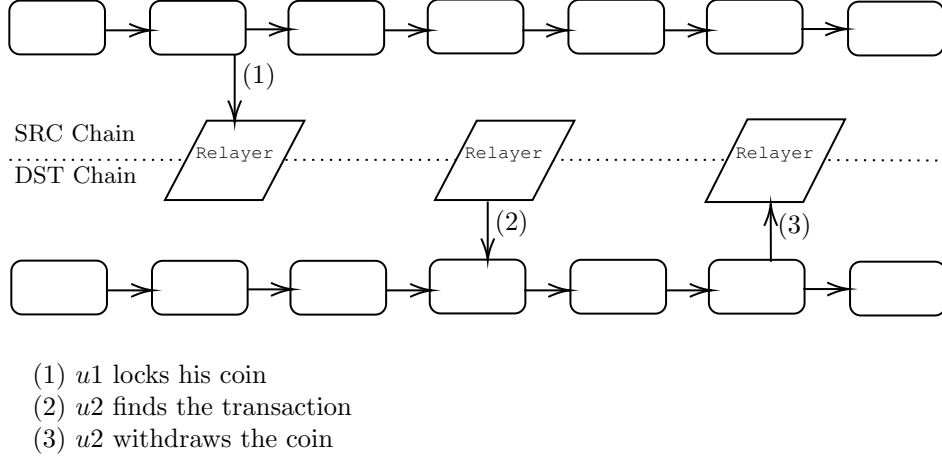 (1)
SRC Chain
Relayer
Relayer
Relayer
DST Chain
(2)
(3)
(1) u1 locks his coin
(2) u2 finds the transaction
(3) u2 withdraws the coin